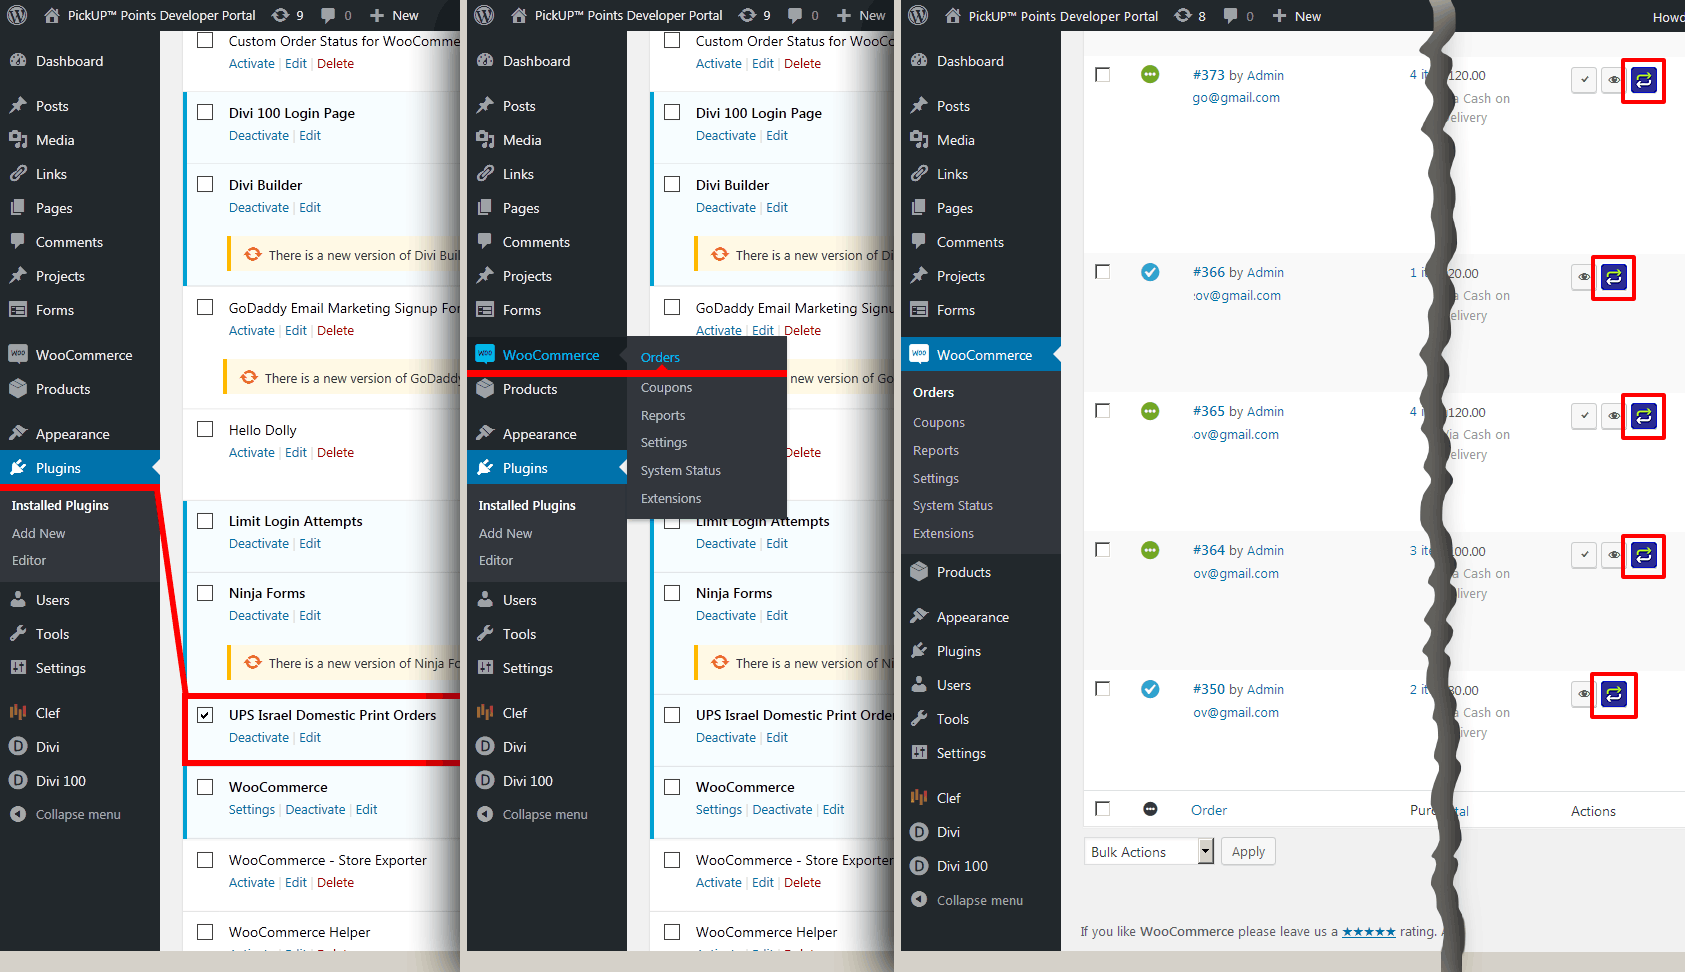 PickUP™ Points Developer Portal 9 0 New
Dashboard
Posts
Media
Links
Pages
Comments
Projects
Forms
WooCommerce
Products
Appearance
Plugins
Installed Plugins
Add New
Editor
Users
Tools
Settings
Clef
Divi
Divi 100
Collapse menu
Custom Order Status for WooComme
Activate | Edit | Delete
Divi 100 Login Page
Deactivate | Edit
Divi Builder
Deactivate | Edit
There is a new version of Divi Buil
GoDaddy Email Marketing Signup For
Activate | Edit | Delete
There is a new version of GoDaddy
Hello Dolly
Activate | Edit | Delete
Limit Login Attempts
Deactivate | Edit
Ninja Forms
Deactivate | Edit
There is a new version of Ninja Fo
UPS Israel Domestic Print Orders
Deactivate | Edit
WooCommerce
Settings | Deactivate | Edit
WooCommerce - Store Exporter
Activate | Edit | Delete
WooCommerce Helper
PickUP™ Points Developer Portal 9 0 New
Dashboard
Posts
Media
Links
Pages
Comments
Projects
Forms
WooCommerce
Orders
Coupons
Reports
Settings
System Status
Extensions
Products
Appearance
Plugins
Installed Plugins
Add New
Editor
Users
Tools
Settings
Clef
Divi
Divi 100
Collapse menu
Custom Order Status for WooCo
Activate | Edit | Delete
Divi 100 Login Page
Deactivate | Edit
Divi Builder
Deactivate | Edit
There is a new version of Di
GoDaddy Email Marketing Signu
Activate | Edit | Delete
new version of Go
Delete
Limit Login Attempts
Deactivate | Edit
Ninja Forms
Deactivate | Edit
There is a new version of Ni
UPS Israel Domestic Print Orde
Deactivate | Edit
WooCommerce
Settings | Deactivate | Edit
WooCommerce - Store Exporter
Activate | Edit | Delete
WooCommerce Helper
PickUP™ Points Developer Portal 8 0 New Howd
Dashboard
Posts
Media
Links
Pages
Comments
Projects
Forms
WooCommerce
Orders
Coupons
Reports
Settings
System Status
Extensions
Products
Appearance
Plugins
Users
Tools
Settings
Clef
Divi
Divi 100
Collapse menu
#373 by Admin 4 it 120.00
go@gmail.com a Cash on
elivery
#366 by Admin 1 it 20.00
ov@gmail.com a Cash on
elivery
#365 by Admin 4 it 120.00
ov@gmail.com ia Cash on
elivery
#364 by Admin 3 ite 00.00
ov@gmail.com a Cash on
livery
#350 by Admin 2 it 30.00
ov@gmail.com a Cash on
very
Order Purc tal Actions
Bulk Actions Apply
If you like WooCommerce please leave us a ★★★★★ rating. A